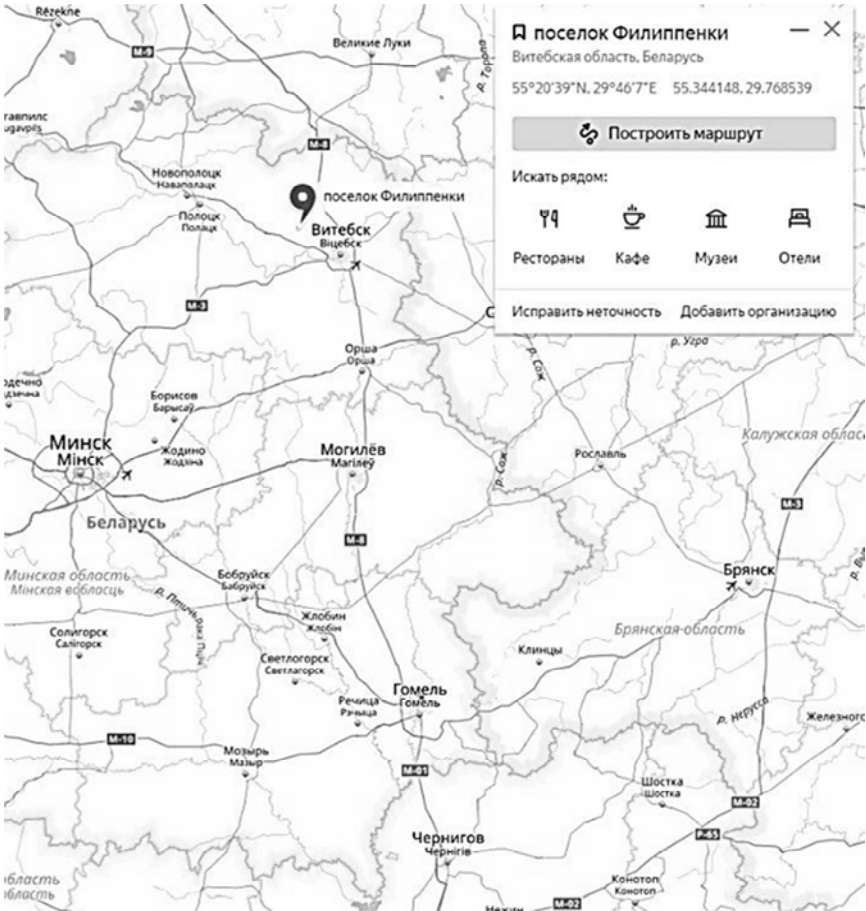 Rēzekne
М-9
Великие Луки
р. Торопа
тавпилс
ugavpils
М-8
Новополоцк
Наваполацк
поселок Филиппенки
Полоцк
Полацк
Витебск
Віцебск
М-3
Орша
Орша
р. Сож
р. Угра
одечно
дзечна
Борисов
Барысаў
Минск
Мінск
Жодино
Жодзіна
Могилёв
Магілеў
р. Сож
Рославль
Калужская облас
М-3
Беларусь
М-8
Минская область
Мінская вобласць
р. Птичь
Бобруйск
Бабруйск
Брянск
Жлобин
Жлобін
Брянская область
Солигорск
Салігорск
Светлогорск
Светлагорск
Клинцы
Речица
Рэчыца
Гомель
Гомель
р. Нерусса
Железног
М-10
Мозырь
Мазыр
М-01
Шостка
Шостка
М-02
Р-65
Чернигов
Чернігів
бласть
бласть
Конотоп
Конотоп
М-02
Нежин
поселок Филиппенки
Витебская область, Беларусь
55°20′39″N, 29°46′7″E 55.344148, 29.768539
Построить маршрут
Искать рядом:
Рестораны Кафе Музеи Отели
Исправить неточность Добавить организацию